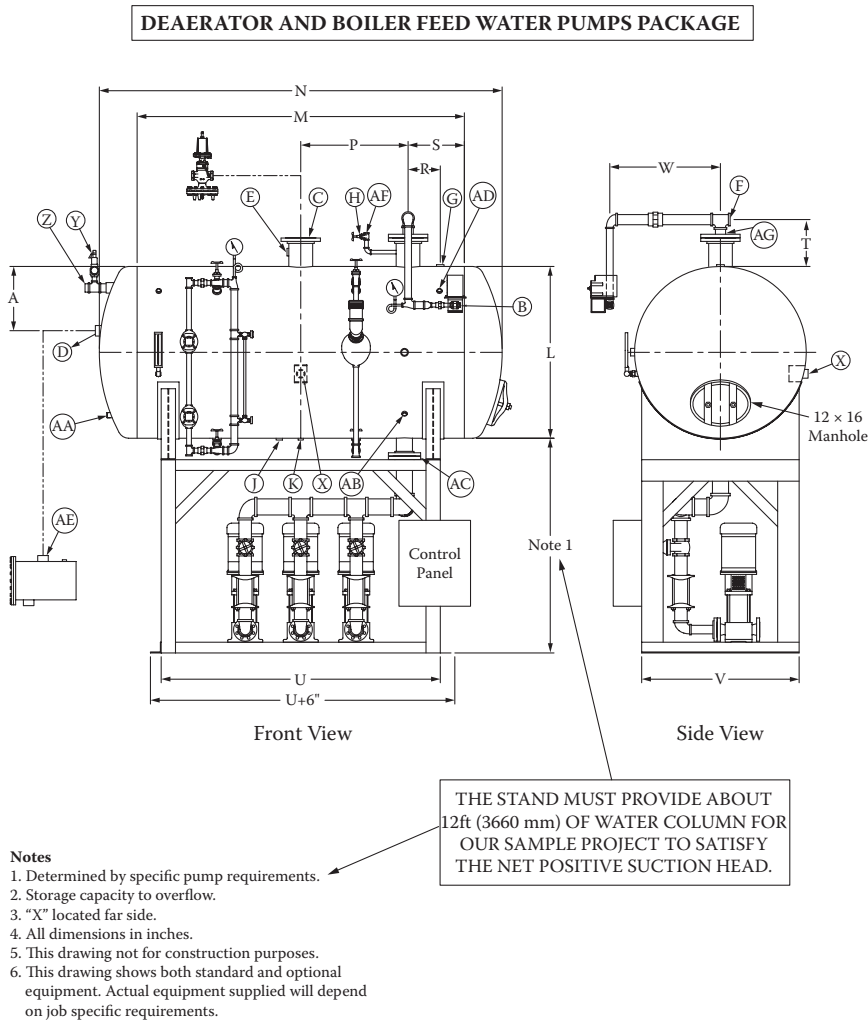 DEAERATOR AND BOILER FEED WATER PUMPS PACKAGE
N
M
P
S
R
W
E
C
H
AF
G
AD
F
AG
T
Z
Y
A
B
D
L
X
AA
12 × 16
Manhole
J
K
X
AB
AC
AE
Control
Panel
Note 1
U
V
U+6"
Front View
Side View
THE STAND MUST PROVIDE ABOUT
12ft (3660 mm) OF WATER COLUMN FOR
OUR SAMPLE PROJECT TO SATISFY
THE NET POSITIVE SUCTION HEAD.
Notes
1. Determined by specific pump requirements.
2. Storage capacity to overflow.
3. “X” located far side.
4. All dimensions in inches.
5. This drawing not for construction purposes.
6. This drawing shows both standard and optional
equipment. Actual equipment supplied will depend
on job specific requirements.